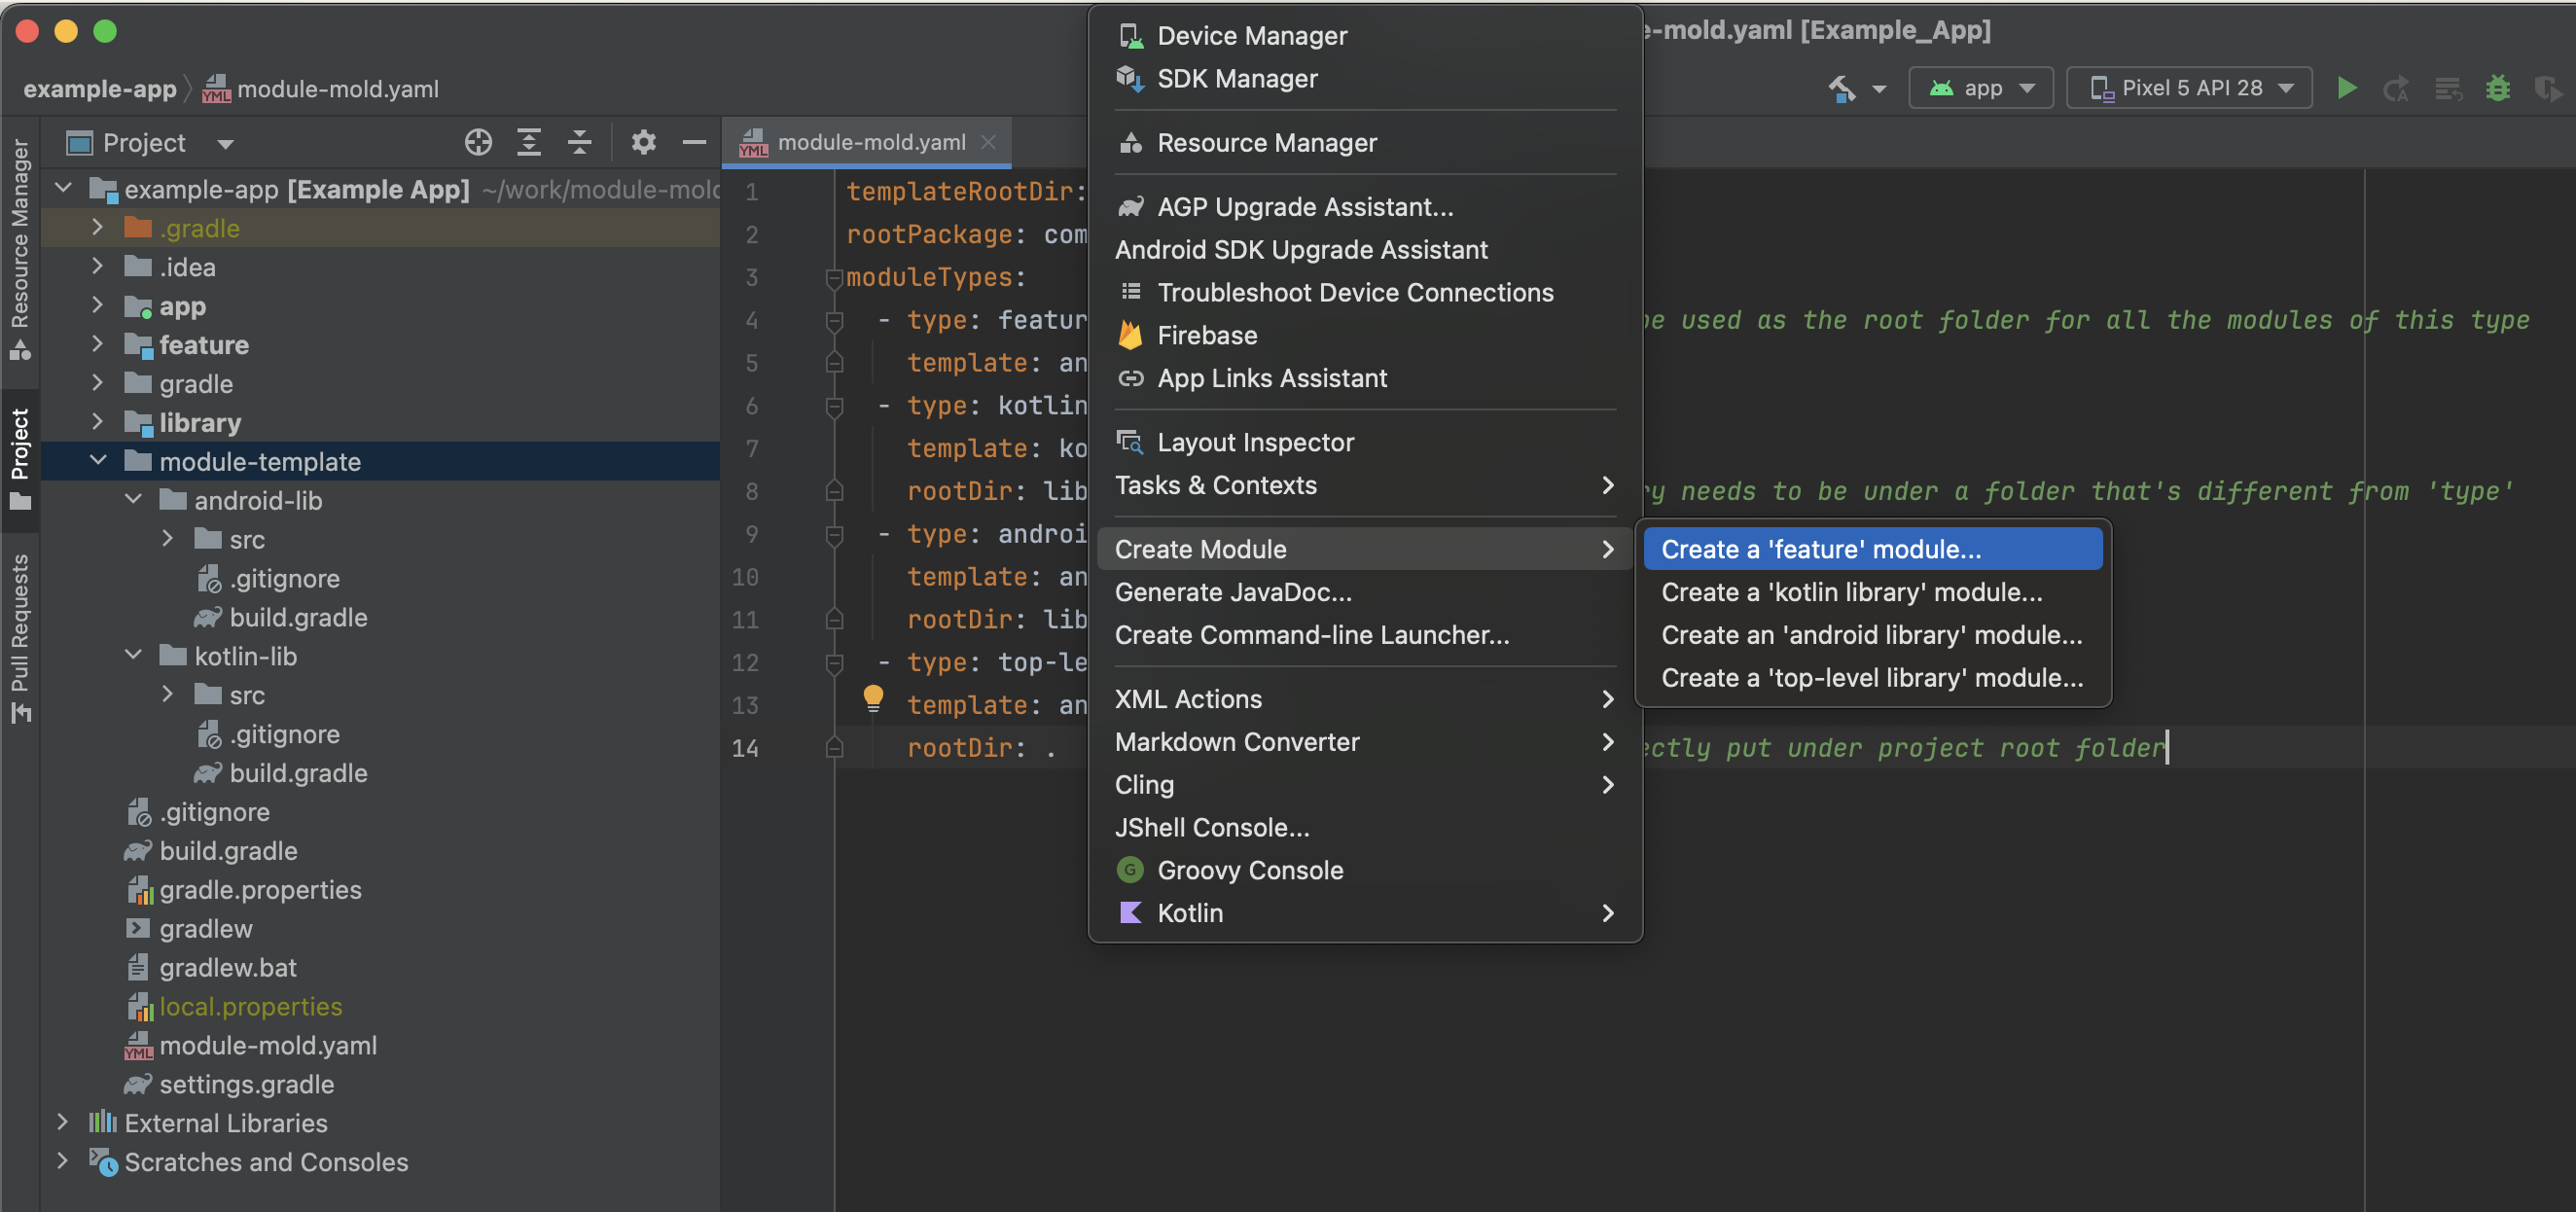 -mold.yaml [Example_App]
example-app
module-mold.yaml
app
Pixel 5 API 28
Resource Manager
Project
Pull Requests
Project
example-app [Example App] ~/work/module-mold
.gradle
.idea
app
feature
gradle
library
module-template
android-lib
src
.gitignore
build.gradle
kotlin-lib
src
.gitignore
build.gradle
.gitignore
build.gradle
gradle.properties
gradlew
gradlew.bat
local.properties
module-mold.yaml
settings.gradle
External Libraries
Scratches and Consoles
module-mold.yaml
1 templateRootDir:
2 rootPackage: com
3 moduleTypes:
4 - type: featur be used as the root folder for all the modules of this type
5 template: an
6 - type: kotlin
7 template: ko
8 rootDir: lib ry needs to be under a folder that's different from 'type'
9 - type: androi
10 template: an
11 rootDir: lib
12 - type: top-le
13 template: an
14 rootDir: . ectly put under project root folder
Device Manager
SDK Manager
Resource Manager
AGP Upgrade Assistant...
Android SDK Upgrade Assistant
Troubleshoot Device Connections
Firebase
App Links Assistant
Layout Inspector
Tasks & Contexts
Create Module
Generate JavaDoc...
Create Command-line Launcher...
XML Actions
Markdown Converter
Cling
JShell Console...
Groovy Console
Kotlin
Create a 'feature' module...
Create a 'kotlin library' module...
Create an 'android library' module...
Create a 'top-level library' module...